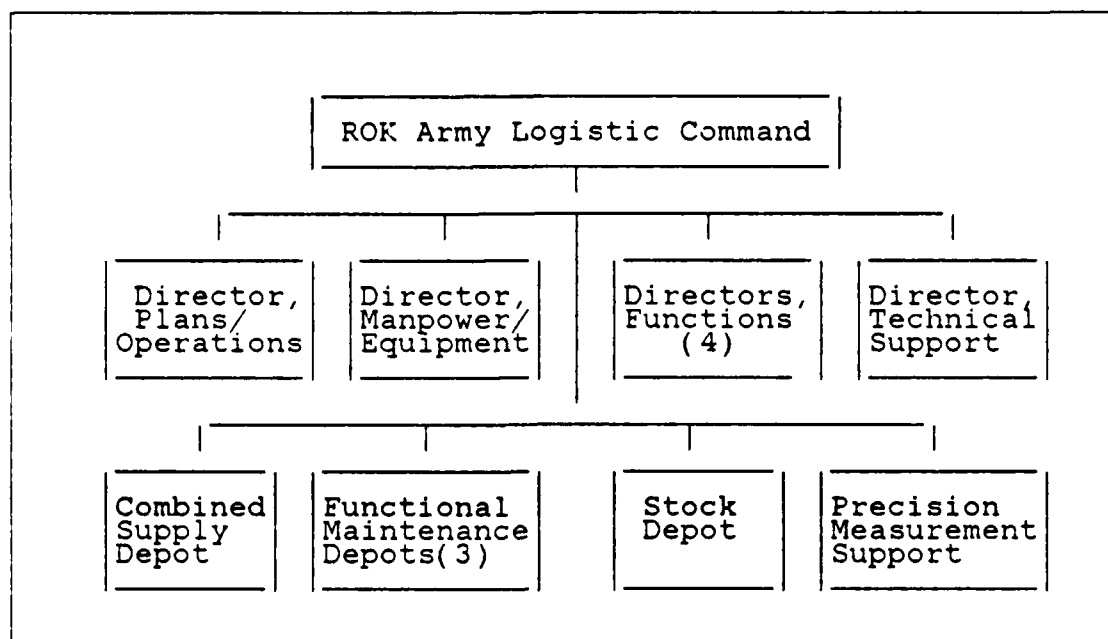 ROK Army Logistic Command
Director,
Plans/
Operations
Director,
Manpower/
Equipment
Directors,
Functions
(4)
Director,
Technical
Support
Combined
Supply
Depot
Functional
Maintenance
Depots(3)
Stock
Depot
Precision
Measurement
Support